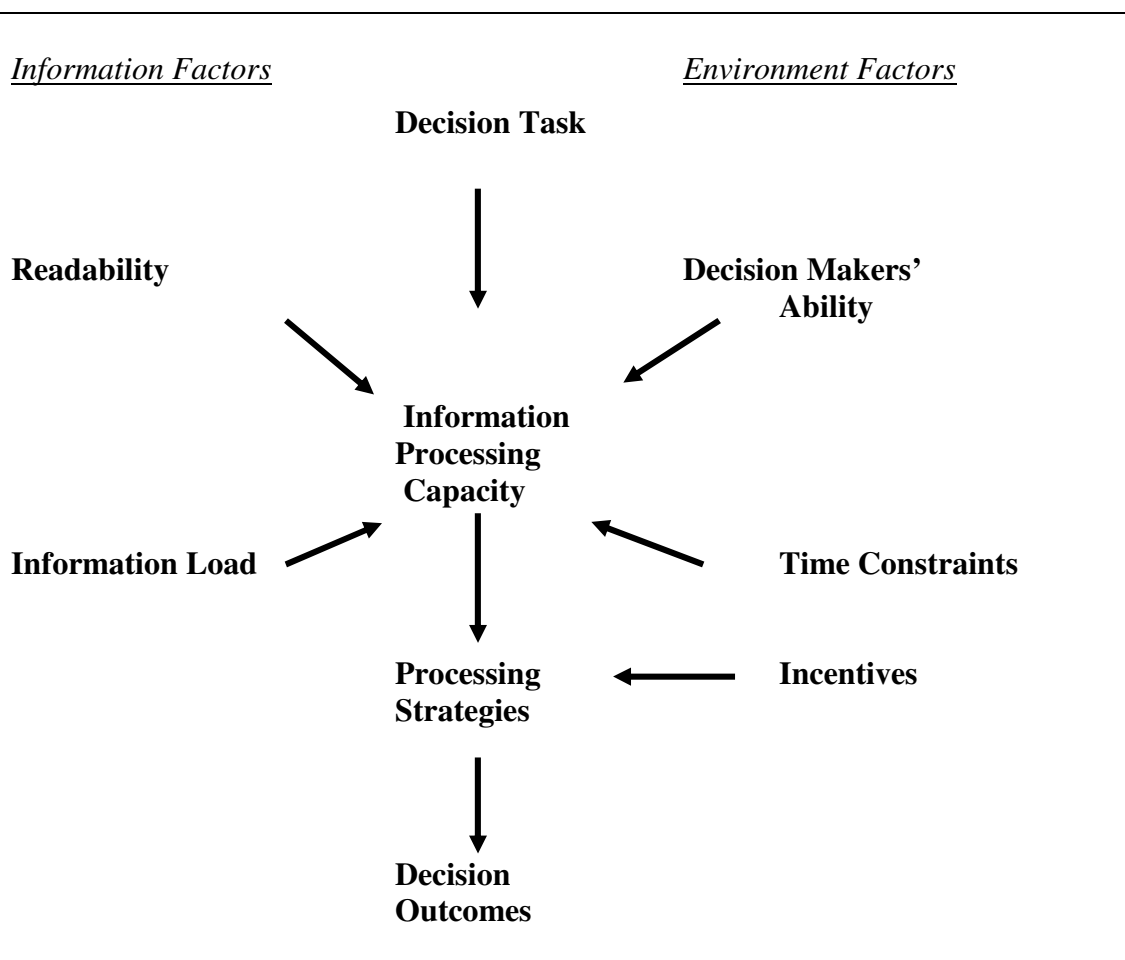 Information Factors
Environment Factors
Decision Task
Readability
Decision Makers’
Ability
Information
Processing
Capacity
Information Load
Time Constraints
Processing
Strategies
Incentives
Decision
Outcomes